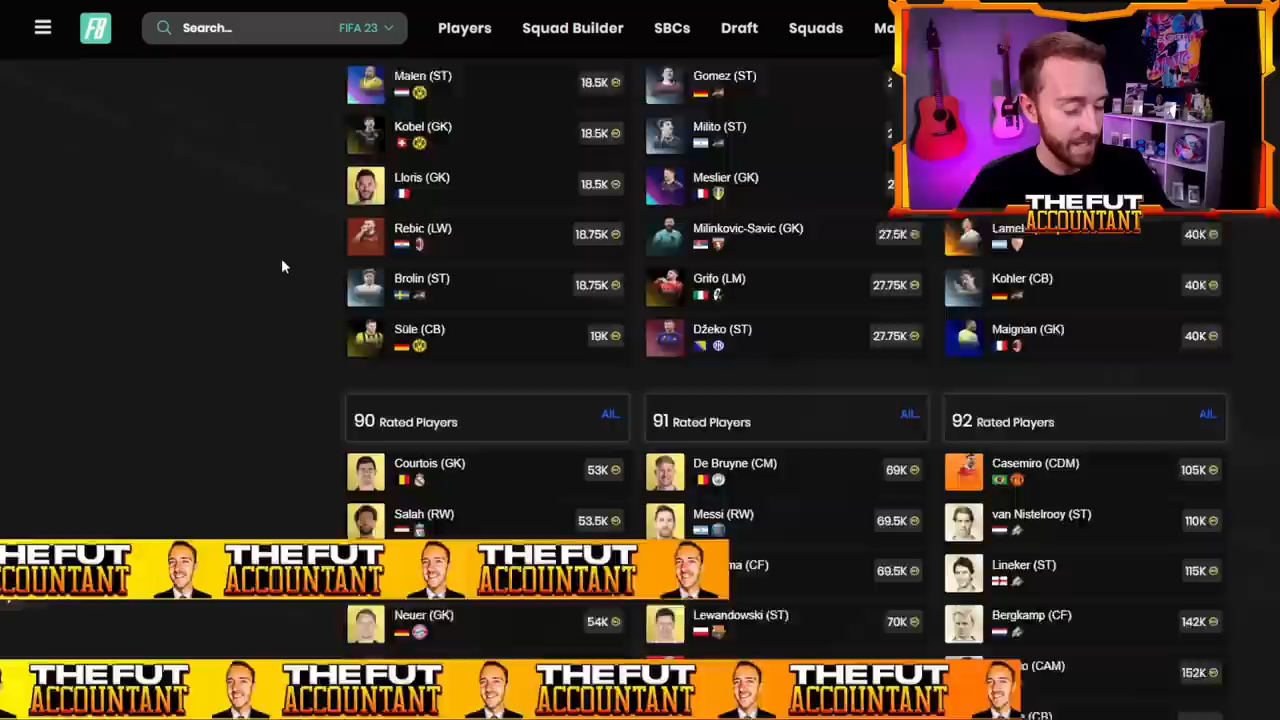 FB
Search...
FIFA 23
Players
Squad Builder
SBCs
Draft
Squads
Malen (ST)
18.5K
Gomez (ST)
Kobel (GK)
18.5K
Milito (ST)
Lloris (GK)
18.5K
Meslier (GK)
THE FUT
ACCOUNTANT
Rebic (LW)
18.75K
Milinkovic-Savic (GK)
27.5K
40K
Brolin (ST)
18.75K
Grifo (LM)
27.75K
Kohler (CB)
40K
Süle (CB)
19K
Džeko (ST)
27.75K
Maignan (GK)
40K
90 Rated Players
All..
91 Rated Players
All..
92 Rated Players
All..
Courtois (GK)
53K
De Bruyne (CM)
69K
Casemiro (CDM)
105K
Salah (RW)
53.5K
Messi (RW)
69.5K
van Nistelrooy (ST)
110K
THE FUT
ACCOUNTANT
THE FUT
ACCOUNTANT
(CF)
69.5K
Lineker (ST)
115K
Neuer (GK)
54K
Lewandowski (ST)
70K
Bergkamp (CF)
142K
THE FUT
ACCOUNTANT
THE FUT
ACCOUNTANT
THE FUT
ACCOUNTANT
THE FUT
ACCOUNTANT
(CAM)
152K